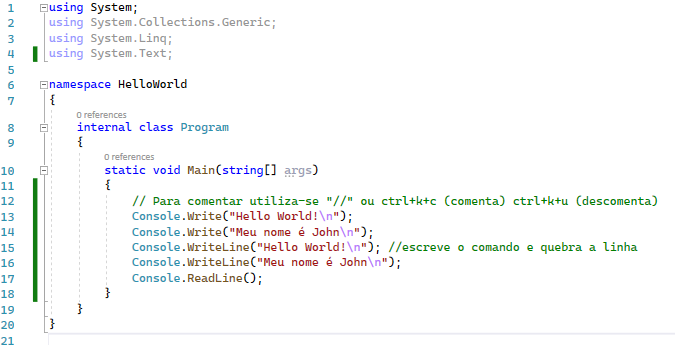 1 using System;
2 using System.Collections.Generic;
3 using System.Linq;
4 using System.Text;
5
6 namespace HelloWorld
7 {
0 references
8 internal class Program
9 {
0 references
10 static void Main(string[] args)
11 {
12 // Para comentar utiliza-se "//" ou ctrl+k+c (comenta) ctrl+k+u (descomenta)
13 Console.Write("Hello World!\n");
14 Console.Write("Meu nome é John\n");
15 Console.WriteLine("Hello World!\n"); //escreve o comando e quebra a linha
16 Console.WriteLine("Meu nome é John\n");
17 Console.ReadLine();
18 }
19 }
20 }
21